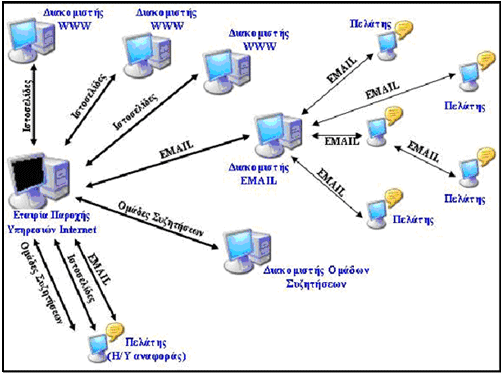 Διακομιστής
WWW
Διακομιστής
WWW
Διακομιστής
WWW
Πελάτης
Πελάτης
Πελάτης
Πελάτης
Πελάτης
Ιστοσελίδες
Ιστοσελίδες
Ιστοσελίδες
EMAIL
EMAIL
EMAIL
EMAIL
EMAIL
EMAIL
Διακομιστής
EMAIL
Εταιρία Παροχής
Υπηρεσιών Internet
Ομάδες Συζητήσεων
Διακομιστής Ομάδων
Συζητήσεων
Ομάδες Συζητήσεων
Ιστοσελίδες
EMAIL
Πελάτης
(Η/Υ αναφοράς)